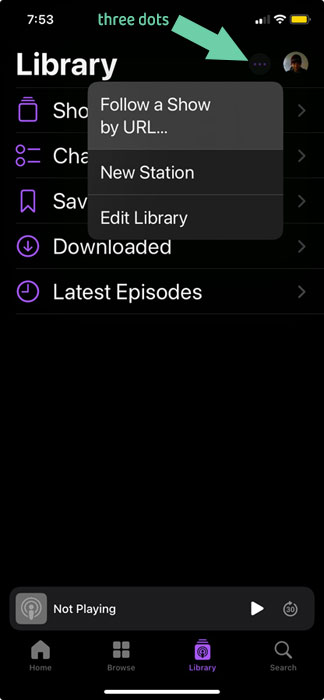 7:53
three dots
Library
Follow a Show
by URL...
Sho
New Station
Cha
Edit Library
Sav
Downloaded
Latest Episodes
Not Playing
30
Home
Browse
Library
Search